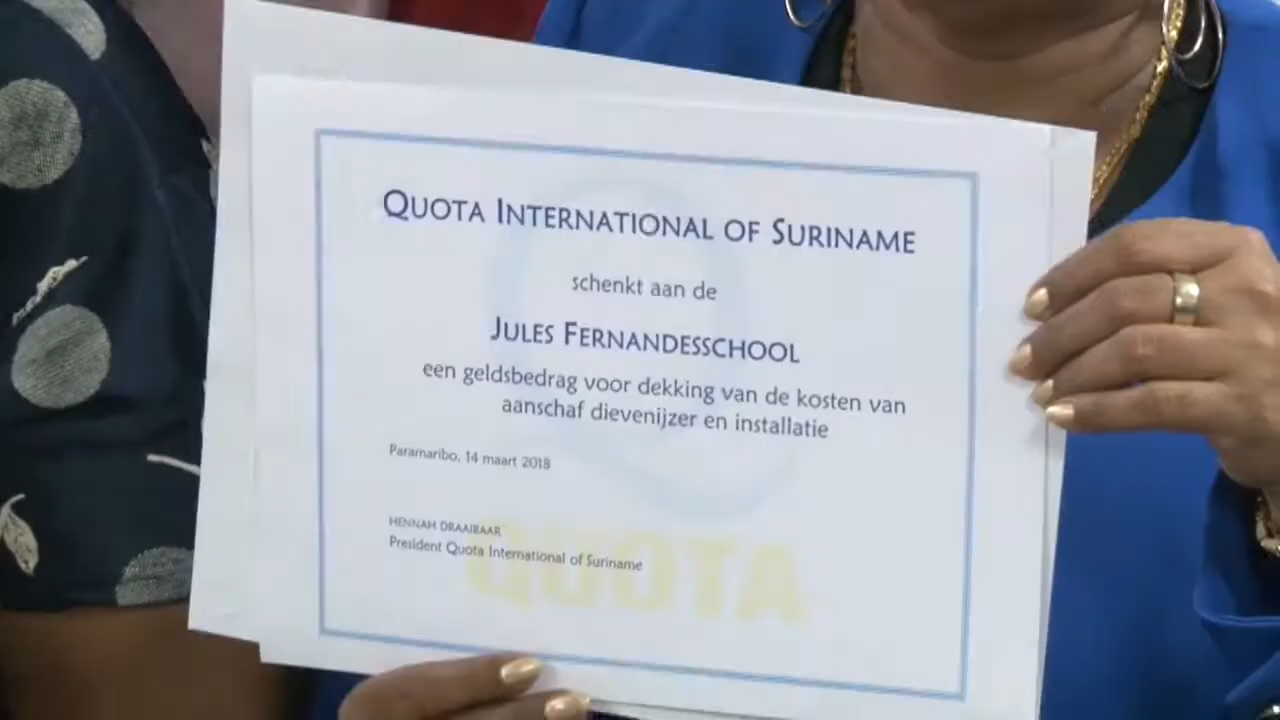 QUOTA INTERNATIONAL OF SURINAME
schenkt aan de
JULES FERNANDESSCHOOL
een geldsbedrag voor dekking van de kosten van
aanschaf dievenijzer en installatie
Paramaribo, 14 maart 2018
HENNAH DRAAIBAAR
President Quota International of Suriname
QUOTA